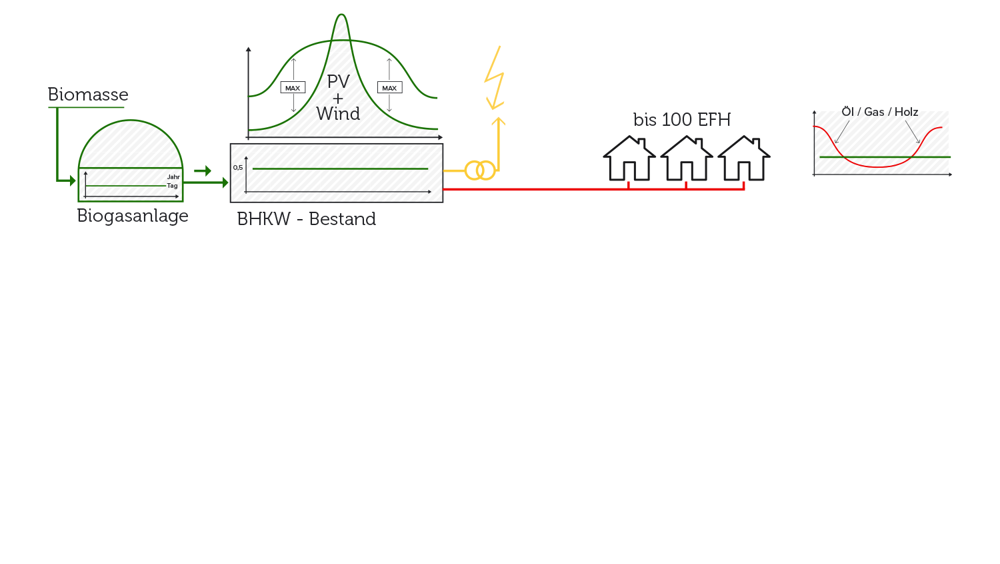 Biomasse
Jahr
Tag
Biogasanlage
MAX
PV
+
Wind
MAX
0,5
BHKW - Bestand
bis 100 EFH
Öl / Gas / Holz